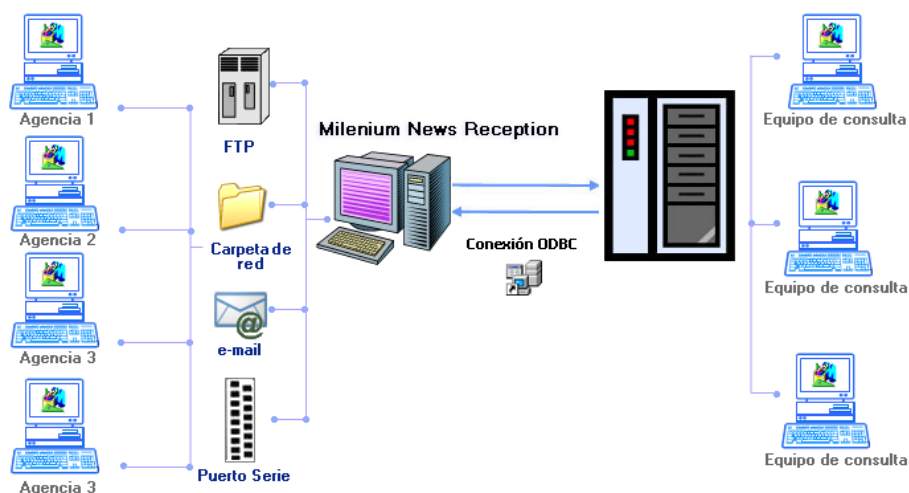 Agencia 1
Agencia 2
Agencia 3
Agencia 3
FTP
Carpeta de
red
e-mail
Puerto Serie
Milenium News Reception
Conexión ODBC
Equipo de consulta
Equipo de consulta
Equipo de consulta